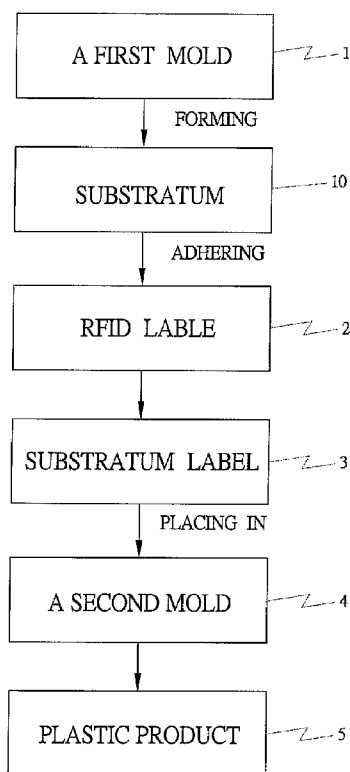 A FIRST MOLD
1
FORMING
SUBSTRATUM
10
ADHERING
RFID LABLE
2
SUBSTRATUM LABEL
3
PLACING IN
A SECOND MOLD
4
PLASTIC PRODUCT
5